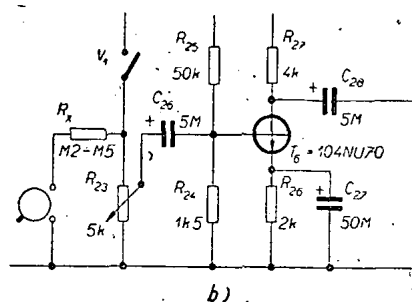 V₁
R₂₅
50k
R₂₇
4k
C₂₈
+
5M
C₂₆
+
5M
Rₓ
M2÷M5
T₆ = 104NU70
R₂₃
5k
R₂₄
1k5
R₂₆
2k
+
C₂₇
50M
b)